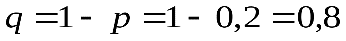 q = 1 − p = 1 − 0,2 = 0,8